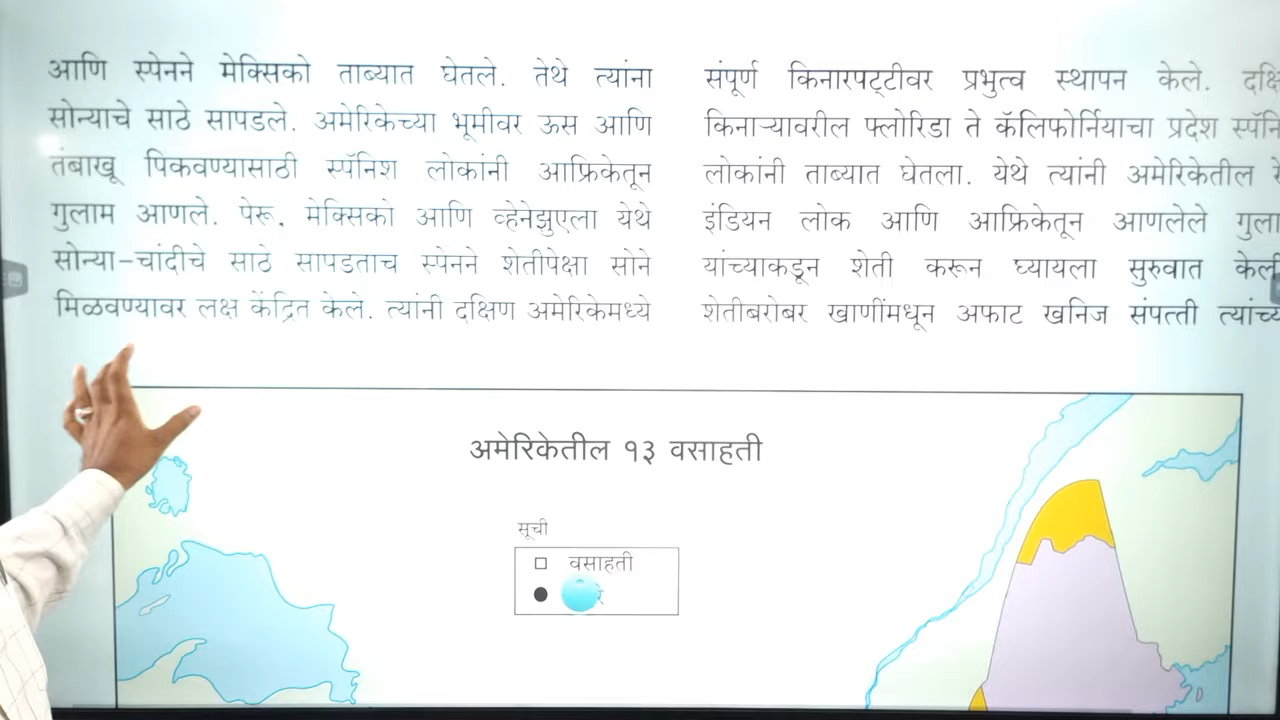 आणि स्पेनने मेक्सिको ताब्यात घेतले. तेथे त्यांना
सोन्याचे साठे सापडले. अमेरिकेच्या भूमीवर ऊस आणि
तंबाखू पिकवण्यासाठी स्पॅनिश लोकांनी आफ्रिकेतून
गुलाम आणले. पेरू, मेक्सिको आणि व्हेनेझुएला येथे
सोन्या-चांदीचे साठे सापडताच स्पेनने शेतीपेक्षा सोने
मिळवण्यावर लक्ष केंद्रित केले. त्यांनी दक्षिण अमेरिकेमध्ये
संपूर्ण किनारपट्टीवर प्रभुत्व स्थापन केले.
किनाऱ्यावरील फ्लोरिडा ते कॅलिफोर्नियाचा प्रदेश
लोकांनी ताब्यात घेतला. येथे त्यांनी अमेरिकेतील
इंडियन लोक आणि आफ्रिकेतून आणलेले
यांच्याकडून शेती करून घ्यायला सुरुवात केली
शेतीबरोबर खाणींमधून अफाट खनिज संपत्ती
अमेरिकेतील १३ वसाहती
सूची
वसाहती